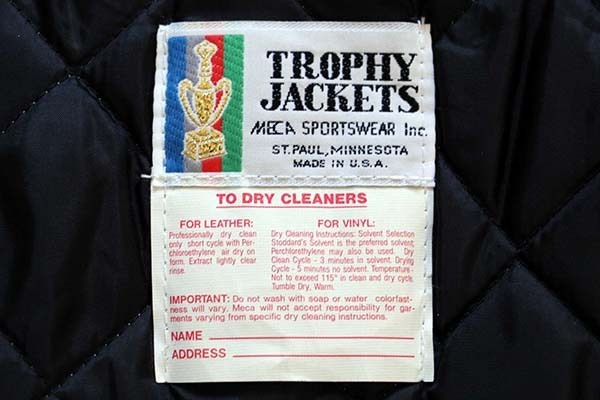 TROPHY
JACKETS
MECA SPORTSWEAR Inc.
ST. PAUL, MINNESOTA
MADE IN U.S.A.
TO DRY CLEANERS
FOR LEATHER:
Professionally dry clean
only short cycle with Per-
chloroethylene air dry on
form. Extract lightly clear
rinse.
FOR VINYL:
Dry Cleaning Instructions: Solvent Selection
Stoddard's Solvent is the preferred solvent;
Perchloroethylene may also be used. Dry
Clean Cycle - 3 minutes in solvent. Drying
Cycle - 5 minutes no solvent. Temperature-
Not to exceed 115° in clean and dry cycle.
Tumble Dry, Warm.
IMPORTANT: Do not wash with soap or water colorfast-
ness will vary. Meca will not accept responsibility for gar-
ments varying from specific dry cleaning instructions.
NAME
ADDRESS